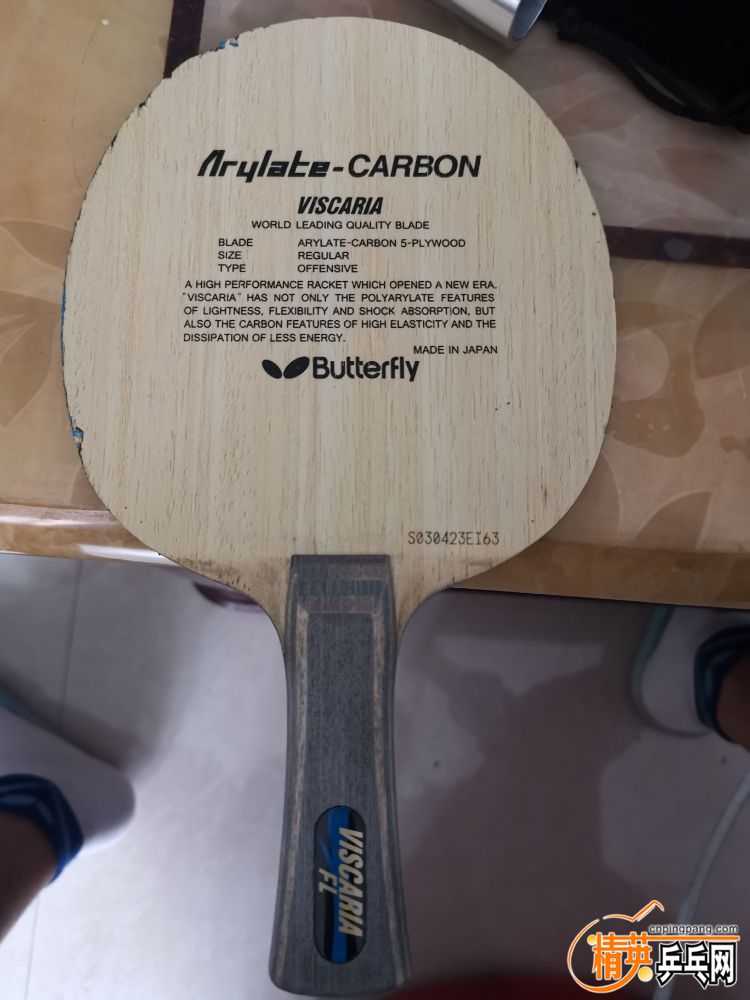 Arylate-CARBON
VISCARIA
WORLD LEADING QUALITY BLADE
BLADE ARYLATE-CARBON 5-PLYWOOD
SIZE REGULAR
TYPE OFFENSIVE
A HIGH PERFORMANCE RACKET WHICH OPENED A NEW ERA.
"VISCARIA" HAS NOT ONLY THE POLYARYLATE FEATURES
OF LIGHTNESS, FLEXIBILITY AND SHOCK ABSORPTION, BUT
ALSO THE CARBON FEATURES OF HIGH ELASTICITY AND THE
DISSIPATION OF LESS ENERGY.
MADE IN JAPAN
Butterfly
S030423EI63
VISCARIA
FL
cnpingpang.com
精英乒乓网